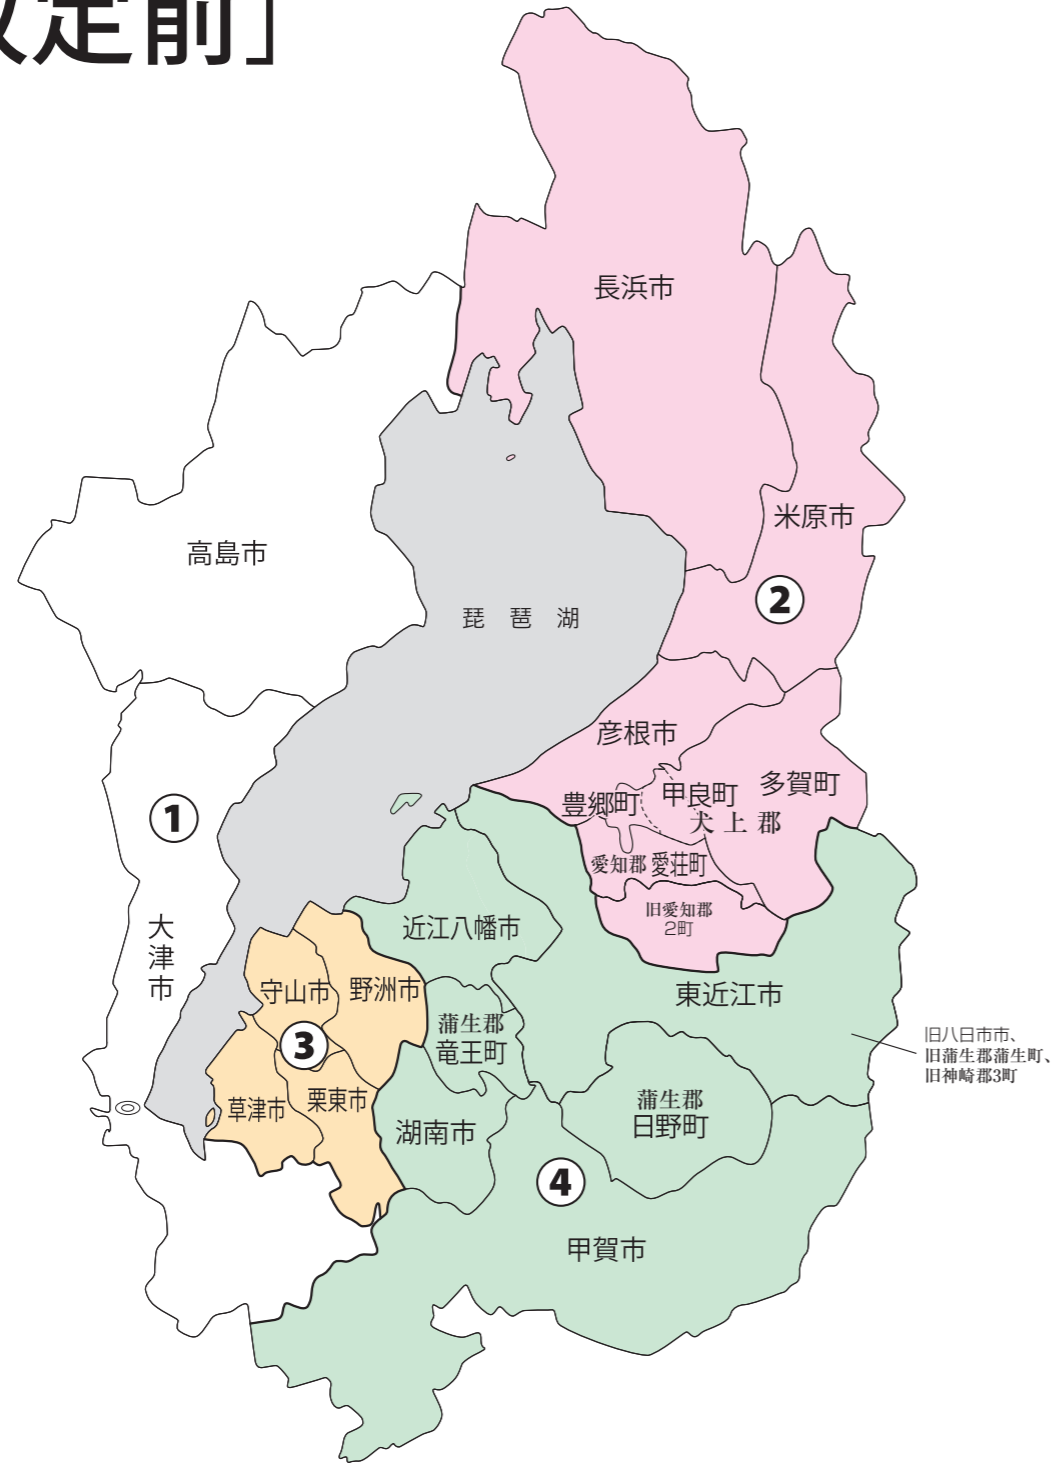 改定前」
長浜市
米原市
高島市
琵琶湖
②
彦根市
①
豊郷町
甲良町
多賀町
犬上郡
愛知郡 愛荘町
旧愛知郡
2町
近江八幡市
大津市
守山市
野洲市
東近江市
③
蒲生郡
竜王町
旧八日市市、
旧蒲生郡蒲生町、
旧神崎郡3町
草津市
栗東市
湖南市
蒲生郡
日野町
④
甲賀市